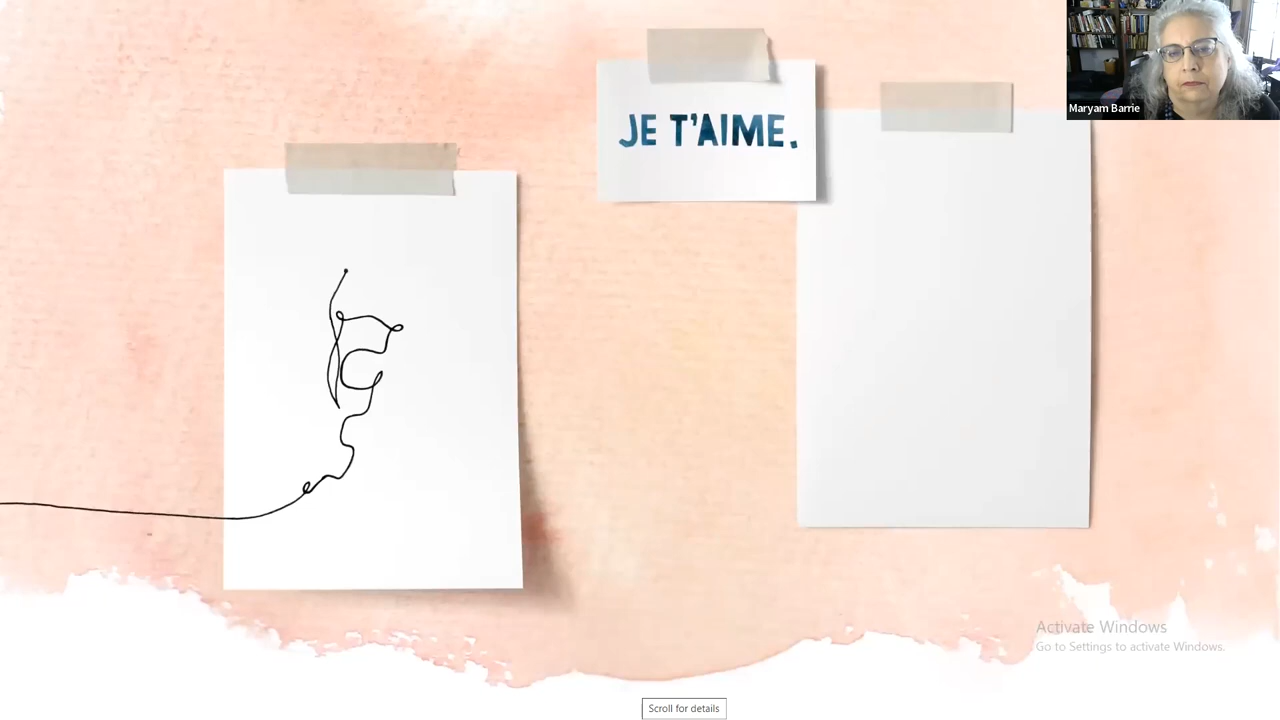 JE T'AIME.
Maryam Barrie
Activate Windows
Go to Settings to activate Windows.
Scroll for details